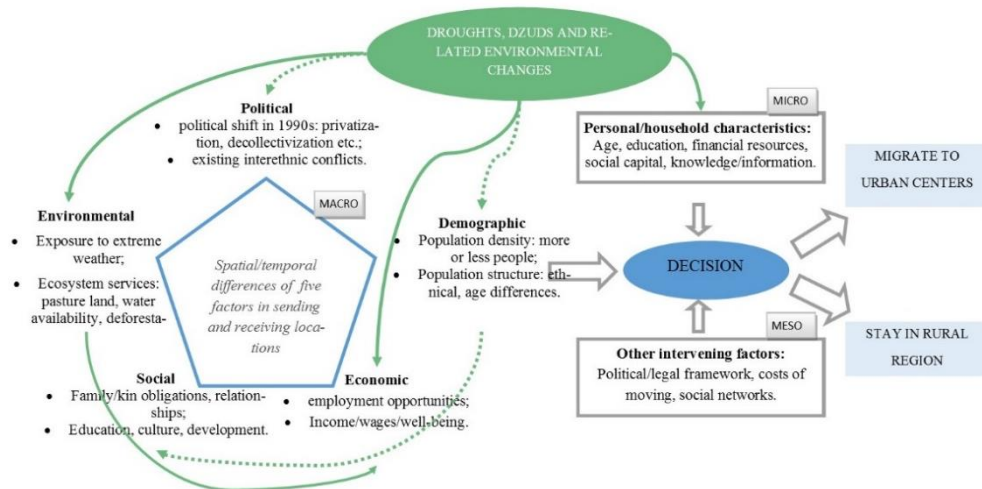 DROUGHTS, DZUDS AND RE-
LATED ENVIRONMENTAL
CHANGES
Political
• political shift in 1990s: privatiza-
tion, decollectivization etc.;
• existing interethnic conflicts.
MACRO
Environmental
• Exposure to extreme
weather;
• Ecosystem services:
pasture land, water
availability, deforesta-
Spatial/temporal
differences of five
factors in sending
and receiving loca-
tions
Demographic
• Population density: more
or less people;
• Population structure: eth-
nical, age differences.
Social
• Family/kin obligations, relation-
ships;
• Education, culture, development.
Economic
• employment opportunities;
• Income/wages/well-being.
MICRO
Personal/household characteristics:
Age, education, financial resources,
social capital, knowledge/information.
DECISION
MESO
Other intervening factors:
Political/legal framework, costs of
moving, social networks.
MIGRATE TO
URBAN CENTERS
STAY IN RURAL
REGION